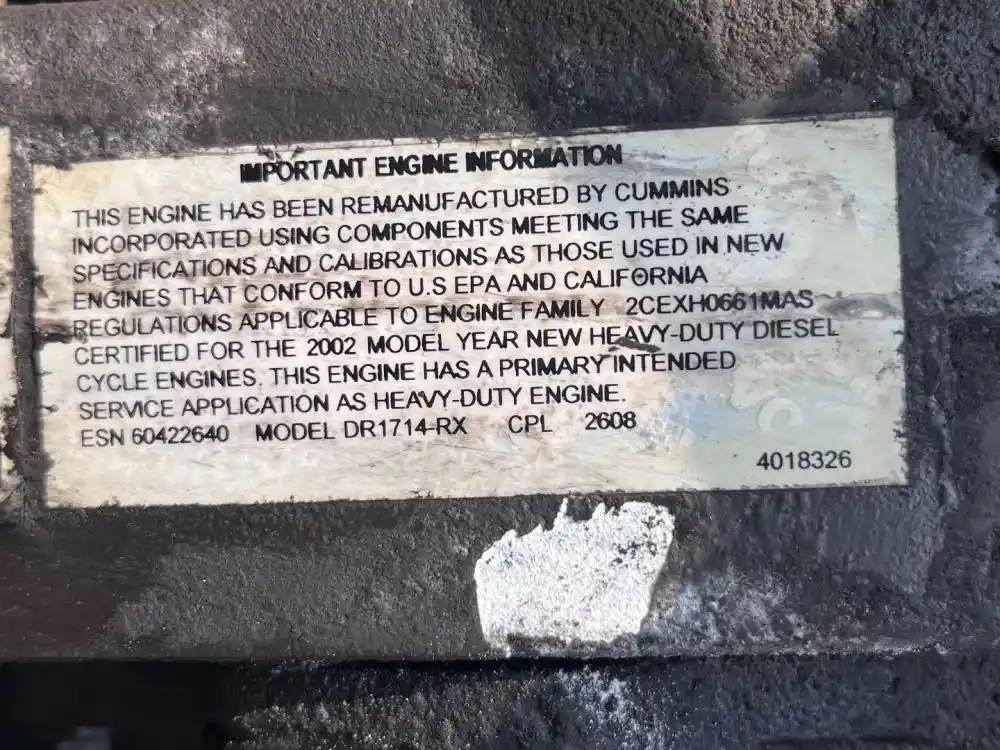 IMPORTANT ENGINE INFORMATION
THIS ENGINE HAS BEEN REMANUFACTURED BY CUMMINS
INCORPORATED USING COMPONENTS MEETING THE SAME
SPECIFICATIONS AND CALIBRATIONS AS THOSE USED IN NEW
ENGINES THAT CONFORM TO U.S EPA AND CALIFORNIA
REGULATIONS APPLICABLE TO ENGINE FAMILY 2CEXH0661MAS
CERTIFIED FOR THE 2002 MODEL YEAR NEW HEAVY-DUTY DIESEL
CYCLE ENGINES. THIS ENGINE HAS A PRIMARY INTENDED
SERVICE APPLICATION AS HEAVY-DUTY ENGINE.
ESN 60422640 MODEL DR1714-RX CPL 2608
4018326